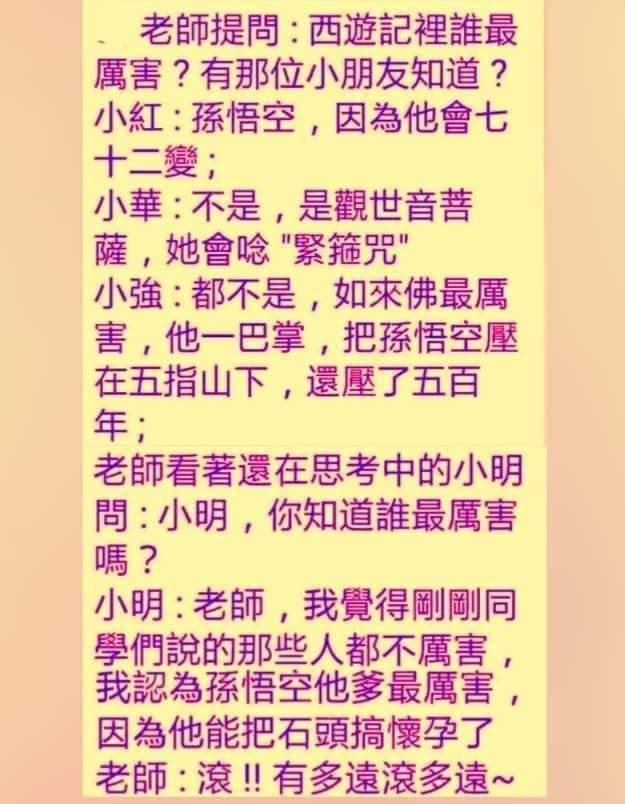 、 老師提問：西遊記裡誰最
厲害？有那位小朋友知道？
小紅：孫悟空，因為他會七
十二變；
小華：不是，是觀世音菩
薩，她會唸"緊箍咒"
小強：都不是，如來佛最厲
害，他一巴掌，把孫悟空壓
在五指山下，還壓了五百
年；
老師看著還在思考中的小明
問：小明，你知道誰最厲害
嗎？
小明：老師，我覺得剛剛同
學們說的那些人都不厲害，
我認為孫悟空他爹最厲害，
因為他能把石頭搞懷孕了
老師：滾!!有多遠滾多遠~